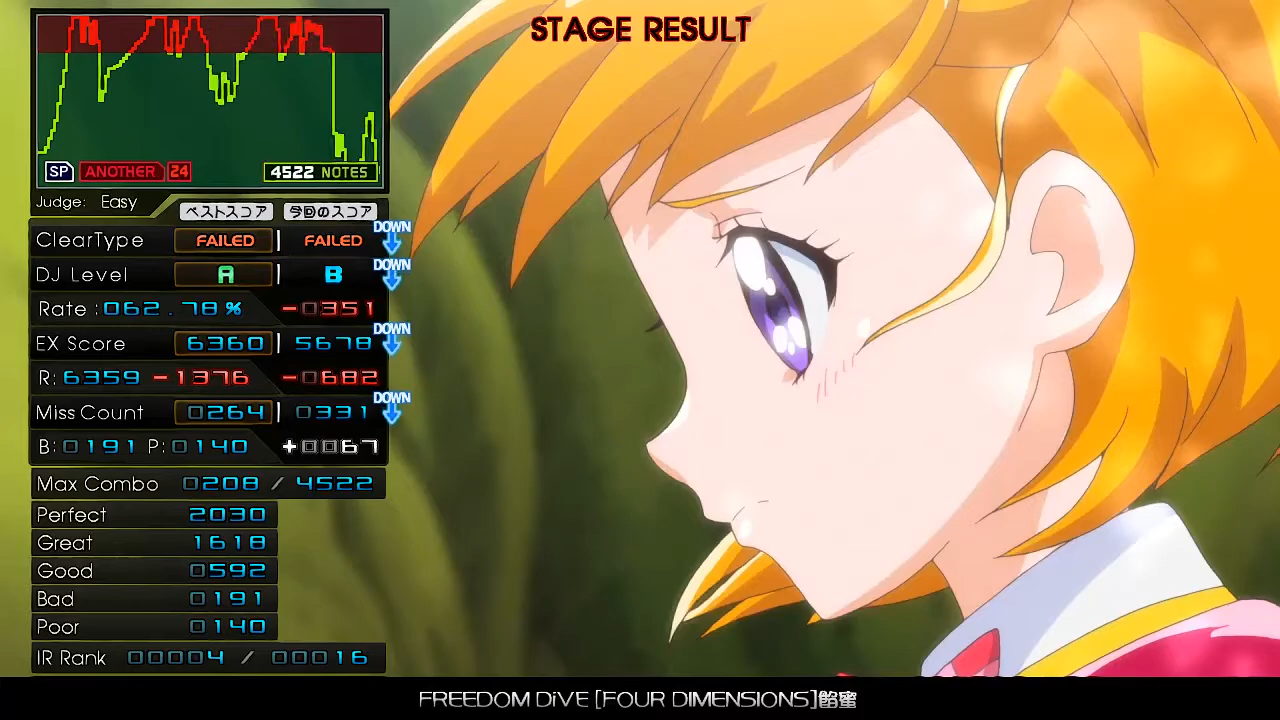 STAGE RESULT
SP ANOTHER 24 4522 NOTES
Judge: Easy ベストスコア 今回のスコア
ClearType FAILED | FAILED DOWN
DJ Level A | B DOWN
Rate :062.78% -0351
EX Score 6360 | 5678 DOWN
R: 6359 -1376 -0682
Miss Count 0264 | 0331 DOWN
B: 0191 P: 0140 +0067
Max Combo 0208 / 4522
Perfect 2030
Great 1618
Good 0592
Bad 0191
Poor 0140
IR Rank 00004 / 00016
FREEDOM DiVE [FOUR DIMENSIONS]